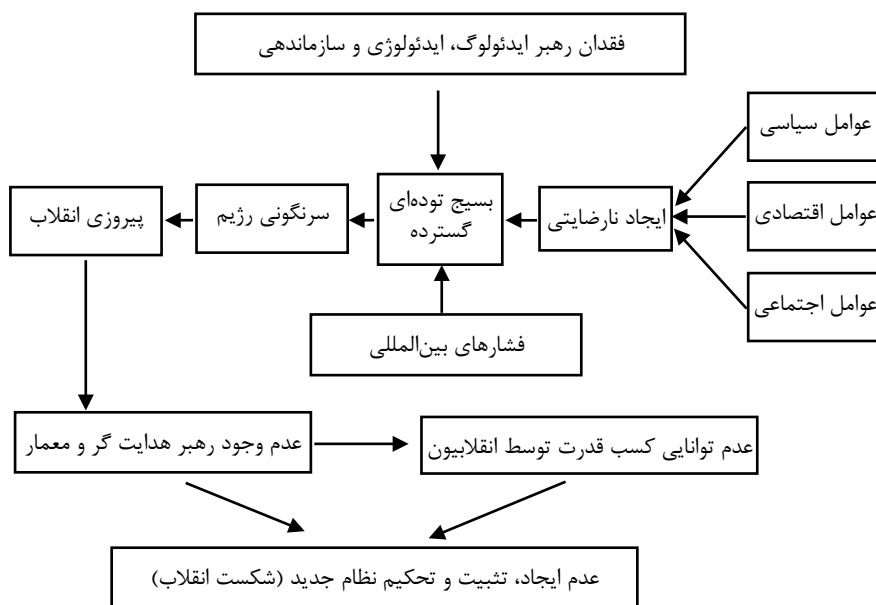 فقدان رهبر ایدئولوگ، ایدئولوژی و سازماندهی
عوامل سیاسی
عوامل اقتصادی
عوامل اجتماعی
ایجاد نارضایتی
بسیج توده‌ای
گسترده
سرنگونی رژیم
پیروزی انقلاب
فشارهای بین‌المللی
عدم وجود رهبر هدایت گر و معمار
عدم توانایی کسب قدرت توسط انقلابیون
عدم ایجاد، تثبیت و تحکیم نظام جدید (شکست انقلاب)